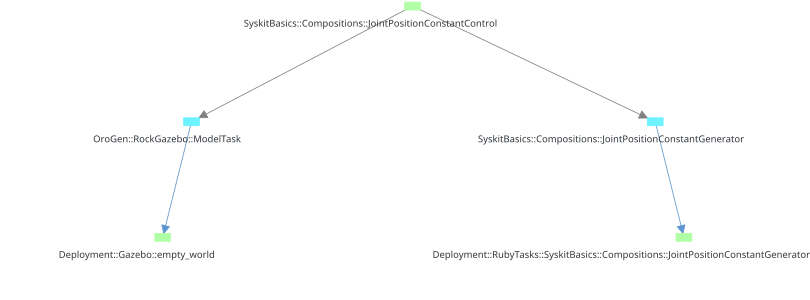 SyskitBasics::Compositions::JointPositionConstantControl
OroGen::RockGazebo::ModelTask
SyskitBasics::Compositions::JointPositionConstantGenerator
Deployment::Gazebo::empty_world
Deployment::RubyTasks::SyskitBasics::Compositions::JointPositionConstantGenerator